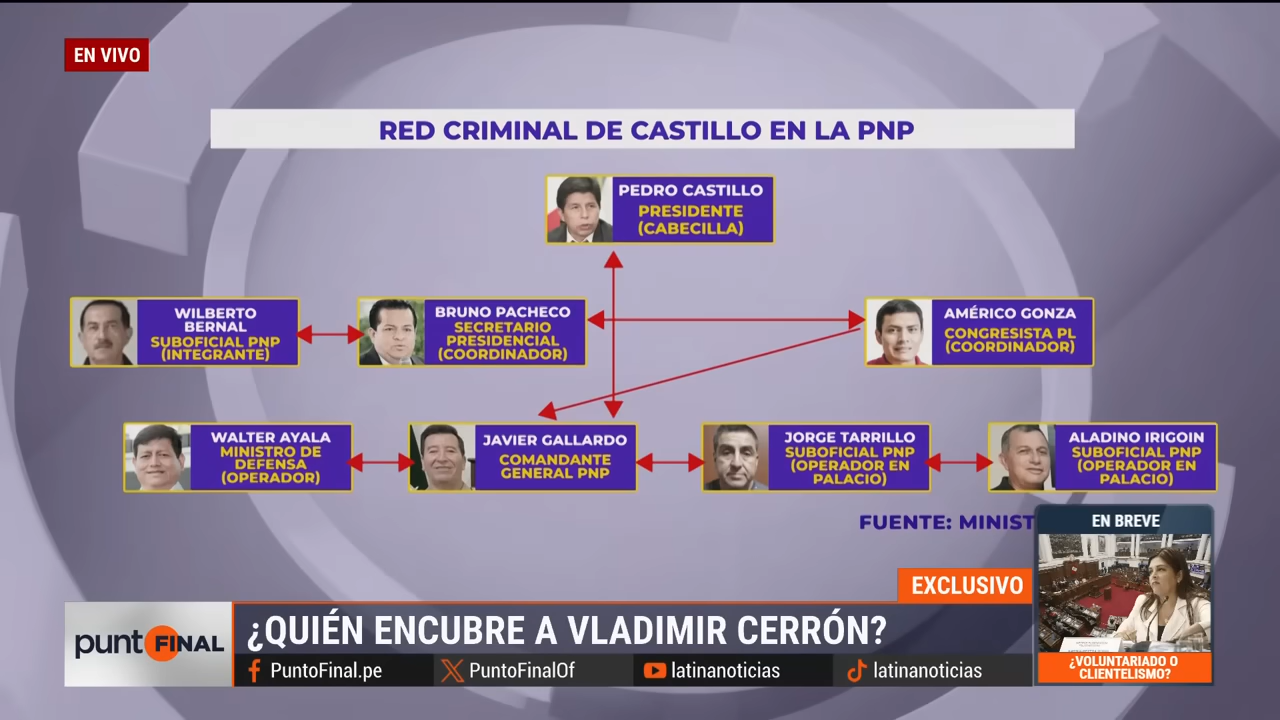 EN VIVO
RED CRIMINAL DE CASTILLO EN LA PNP
PEDRO CASTILLO
PRESIDENTE
(CABECILLA)
WILBERTO
BERNAL
SUBOFICIAL PNP
(INTEGRANTE)
BRUNO PACHECO
SECRETARIO
PRESIDENCIAL
(COORDINADOR)
AMÉRICO GONZA
CONGRESISTA PL
(COORDINADOR)
WALTER AYALA
MINISTRO DE
DEFENSA
(OPERADOR)
JAVIER GALLARDO
COMANDANTE
GENERAL PNP
JORGE TARRILLO
SUBOFICIAL PNP
(OPERADOR EN
PALACIO)
ALADINO IRIGOIN
SUBOFICIAL PNP
(OPERADOR EN
PALACIO)
FUENTE: MINIST
EN BREVE
EXCLUSIVO
punto FINAL
¿QUIÉN ENCUBRE A VLADIMIR CERRÓN?
PuntoFinal.pe
PuntoFinalOf
latinanoticias
latinanoticias
¿VOLUNTARIADO O
CLIENTELISMO?